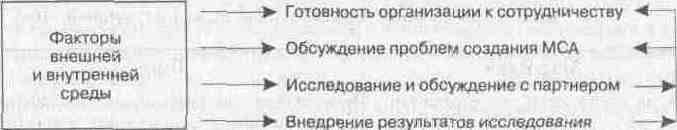 Факторы
внешней
и внутренней
среды
Готовность организации к сотрудничеству
Обсуждение проблем создания МСА
Исследование и обсуждение с партнером
Внедрение результатов исследования